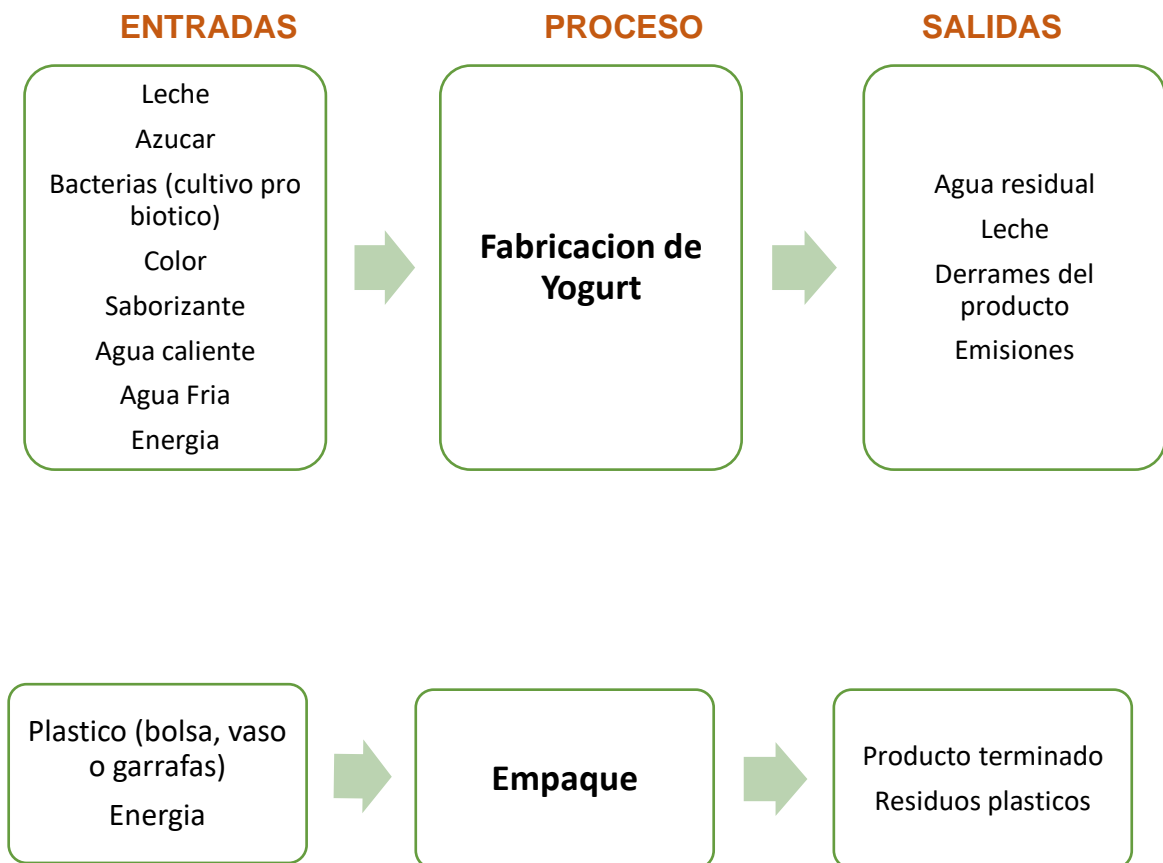 ENTRADAS
PROCESO
SALIDAS
Leche
Azucar
Bacterias (cultivo pro
biotico)
Color
Saborizante
Agua caliente
Agua Fria
Energia
Fabricacion de
Yogurt
Agua residual
Leche
Derrames del
producto
Emisiones
Plastico (bolsa, vaso
o garrafas)
Energia
Empaque
Producto terminado
Residuos plasticos